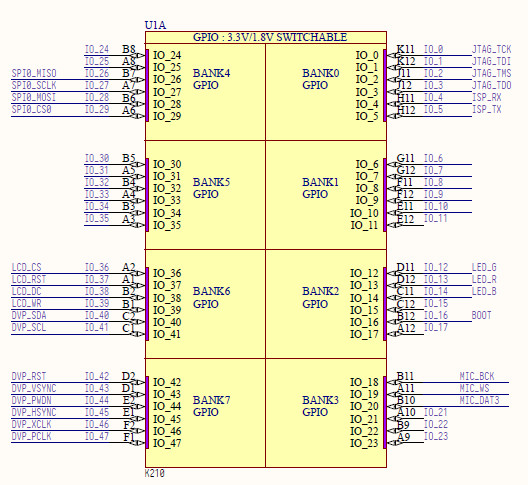 U1A
GPIO : 3.3V/1.8V SWITCHABLE
IO_24 B8 IO_24 IO_0 K11 IO_0 JTAG_TCK
IO_25 A8 IO_25 IO_1 K12 IO_1 JTAG_TDI
SPI0_MISO IO_26 B7 IO_26 BANK4 BANK0 IO_2 J11 IO_2 JTAG_TMS
SPI0_SCLK IO_27 A7 IO_27 GPIO GPIO IO_3 J12 IO_3 JTAG_TDO
SPI0_MOSI IO_28 B6 IO_28 IO_4 H11 IO_4 ISP_RX
SPI0_CS0 IO_29 A6 IO_29 IO_5 H12 IO_5 ISP_TX
IO_30 B5 IO_30 IO_6 G11 IO_6
IO_31 A5 IO_31 BANK5 BANK1 IO_7 G12 IO_7
IO_32 B4 IO_32 GPIO GPIO IO_8 F11 IO_8
IO_33 A4 IO_33 IO_9 F12 IO_9
IO_34 B3 IO_34 IO_10 E11 IO_10
IO_35 A3 IO_35 IO_11 E12 IO_11
LCD_CS IO_36 A2 IO_36 IO_12 D11 IO_12 LED_G
LCD_RST IO_37 A1 IO_37 IO_13 D12 IO_13 LED_R
LCD_DC IO_38 B2 IO_38 BANK6 BANK2 IO_14 C11 IO_14 LED_B
LCD_WR IO_39 B1 IO_39 GPIO GPIO IO_15 C12 IO_15
DVP_SDA IO_40 C2 IO_40 IO_16 B12 IO_16 BOOT
DVP_SCL IO_41 C1 IO_41 IO_17 A12 IO_17
DVP_RST IO_42 D2 IO_42 IO_18 B11 MIC_BCK
DVP_VSYNC IO_43 D1 IO_43 IO_19 A11 MIC_WS
DVP_PWDN IO_44 E2 IO_44 BANK7 BANK3 IO_20 B10 MIC_DAT3
DVP_HSYNC IO_45 E1 IO_45 GPIO GPIO IO_21 A10 IO_21
DVP_XCLK IO_46 F2 IO_46 IO_22 B9 IO_22
DVP_PCLK IO_47 F1 IO_47 IO_23 A9 IO_23
K210